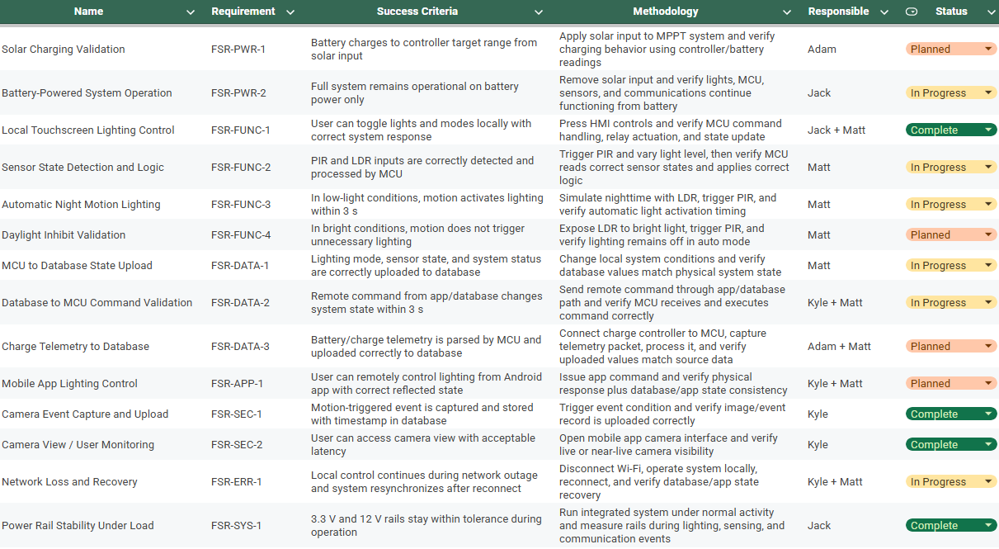 Name Requirement Success Criteria Methodology Responsible Status
Solar Charging Validation FSR-PWR-1 Battery charges to controller target range from
solar input Apply solar input to MPPT system and verify
charging behavior using controller/battery
readings Adam Planned
Battery-Powered System Operation FSR-PWR-2 Full system remains operational on battery
power only Remove solar input and verify lights, MCU,
sensors, and communications continue
functioning from battery Jack In Progress
Local Touchscreen Lighting Control FSR-FUNC-1 User can toggle lights and modes locally with
correct system response Press HMI controls and verify MCU command
handling, relay actuation, and state update Jack + Matt Complete
Sensor State Detection and Logic FSR-FUNC-2 PIR and LDR inputs are correctly detected and
processed by MCU Trigger PIR and vary light level, then verify MCU
reads correct sensor states and applies correct
logic Matt In Progress
Automatic Night Motion Lighting FSR-FUNC-3 In low-light conditions, motion activates lighting
within 3 s Simulate nighttime with LDR, trigger PIR, and
verify automatic light activation timing Matt In Progress
Daylight Inhibit Validation FSR-FUNC-4 In bright conditions, motion does not trigger
unnecessary lighting Expose LDR to bright light, trigger PIR, and
verify lighting remains off in auto mode Matt Planned
MCU to Database State Upload FSR-DATA-1 Lighting mode, sensor state, and system status
are correctly uploaded to database Change local system conditions and verify
database values match physical system state Matt In Progress
Database to MCU Command Validation FSR-DATA-2 Remote command from app/database changes
system state within 3 s Send remote command through app/database
path and verify MCU receives and executes
command correctly Kyle + Matt In Progress
Charge Telemetry to Database FSR-DATA-3 Battery/charge telemetry is parsed by MCU and
uploaded correctly to database Connect charge controller to MCU, capture
telemetry packet, process it, and verify
uploaded values match source data Adam + Matt Planned
Mobile App Lighting Control FSR-APP-1 User can remotely control lighting from Android
app with correct reflected state Issue app command and verify physical
response plus database/app state consistency Kyle + Matt Planned
Camera Event Capture and Upload FSR-SEC-1 Motion-triggered event is captured and stored
with timestamp in database Trigger event condition and verify image/event
record is uploaded correctly Kyle Complete
Camera View / User Monitoring FSR-SEC-2 User can access camera view with acceptable
latency Open mobile app camera interface and verify
live or near-live camera visibility Kyle Complete
Network Loss and Recovery FSR-ERR-1 Local control continues during network outage
and system resynchronizes after reconnect Disconnect Wi-Fi, operate system locally,
reconnect, and verify database/app state
recovery Kyle + Matt In Progress
Power Rail Stability Under Load FSR-SYS-1 3.3 V and 12 V rails stay within tolerance during
operation Run integrated system under normal activity
and measure rails during lighting, sensing, and
communication events Jack Complete